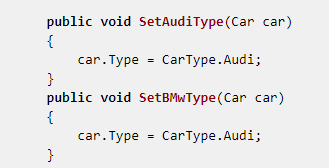 public void SetAudiType(Car car)
{
    car.Type = CarType.Audi;
}
public void SetBMwType(Car car)
{
    car.Type = CarType.Audi;
}